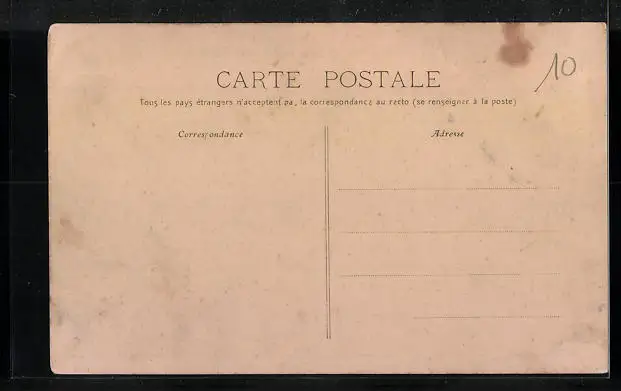 10
CARTE POSTALE
Tous les pays étrangers n'acceptent pa, la correspondance au recto (se renseigner à la poste)
Correspondance
Adresse